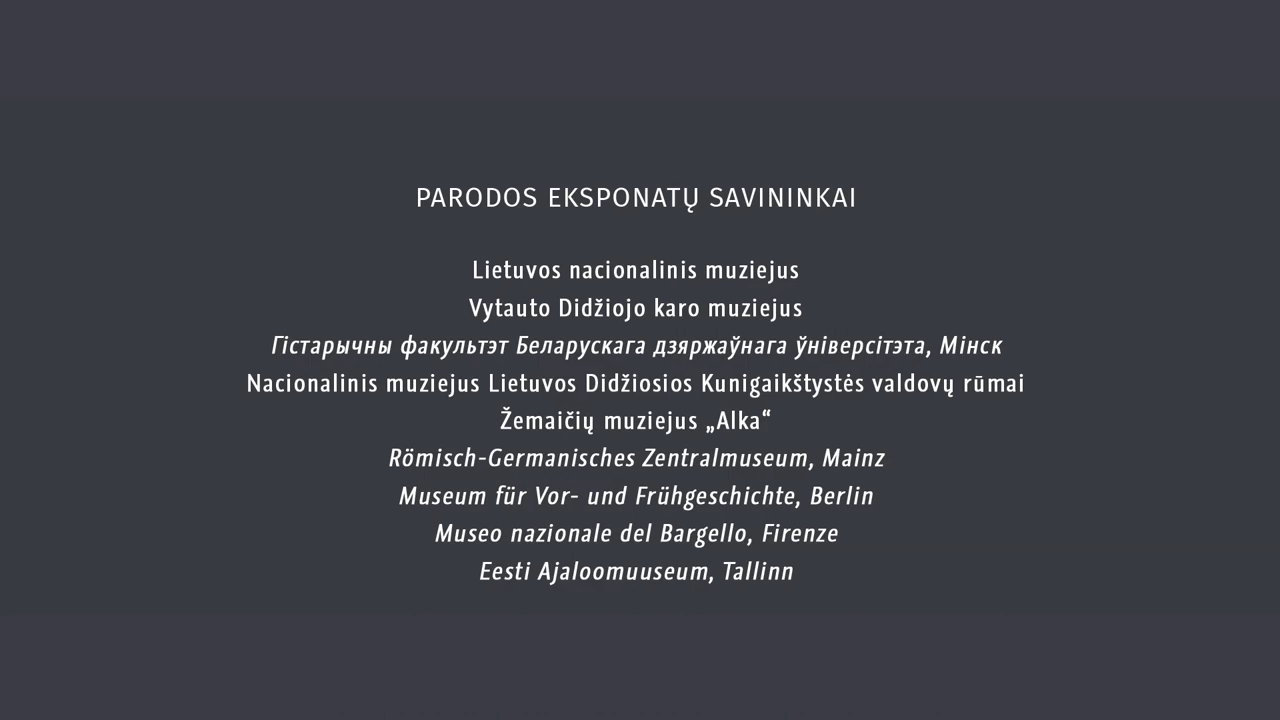 PARODOS EKSPONATŲ SAVININKAI
Lietuvos nacionalinis muziejus
Vytauto Didžiojo karo muziejus
Гістарычны факультэт Беларускага дзяржаўнага ўніверсітэта, Мінск
Nacionalinis muziejus Lietuvos Didžiosios Kunigaikštystės valdovų rūmai
Žemaičių muziejus „Alka“
Römisch-Germanisches Zentralmuseum, Mainz
Museum für Vor- und Frühgeschichte, Berlin
Museo nazionale del Bargello, Firenze
Eesti Ajaloomuuseum, Tallinn